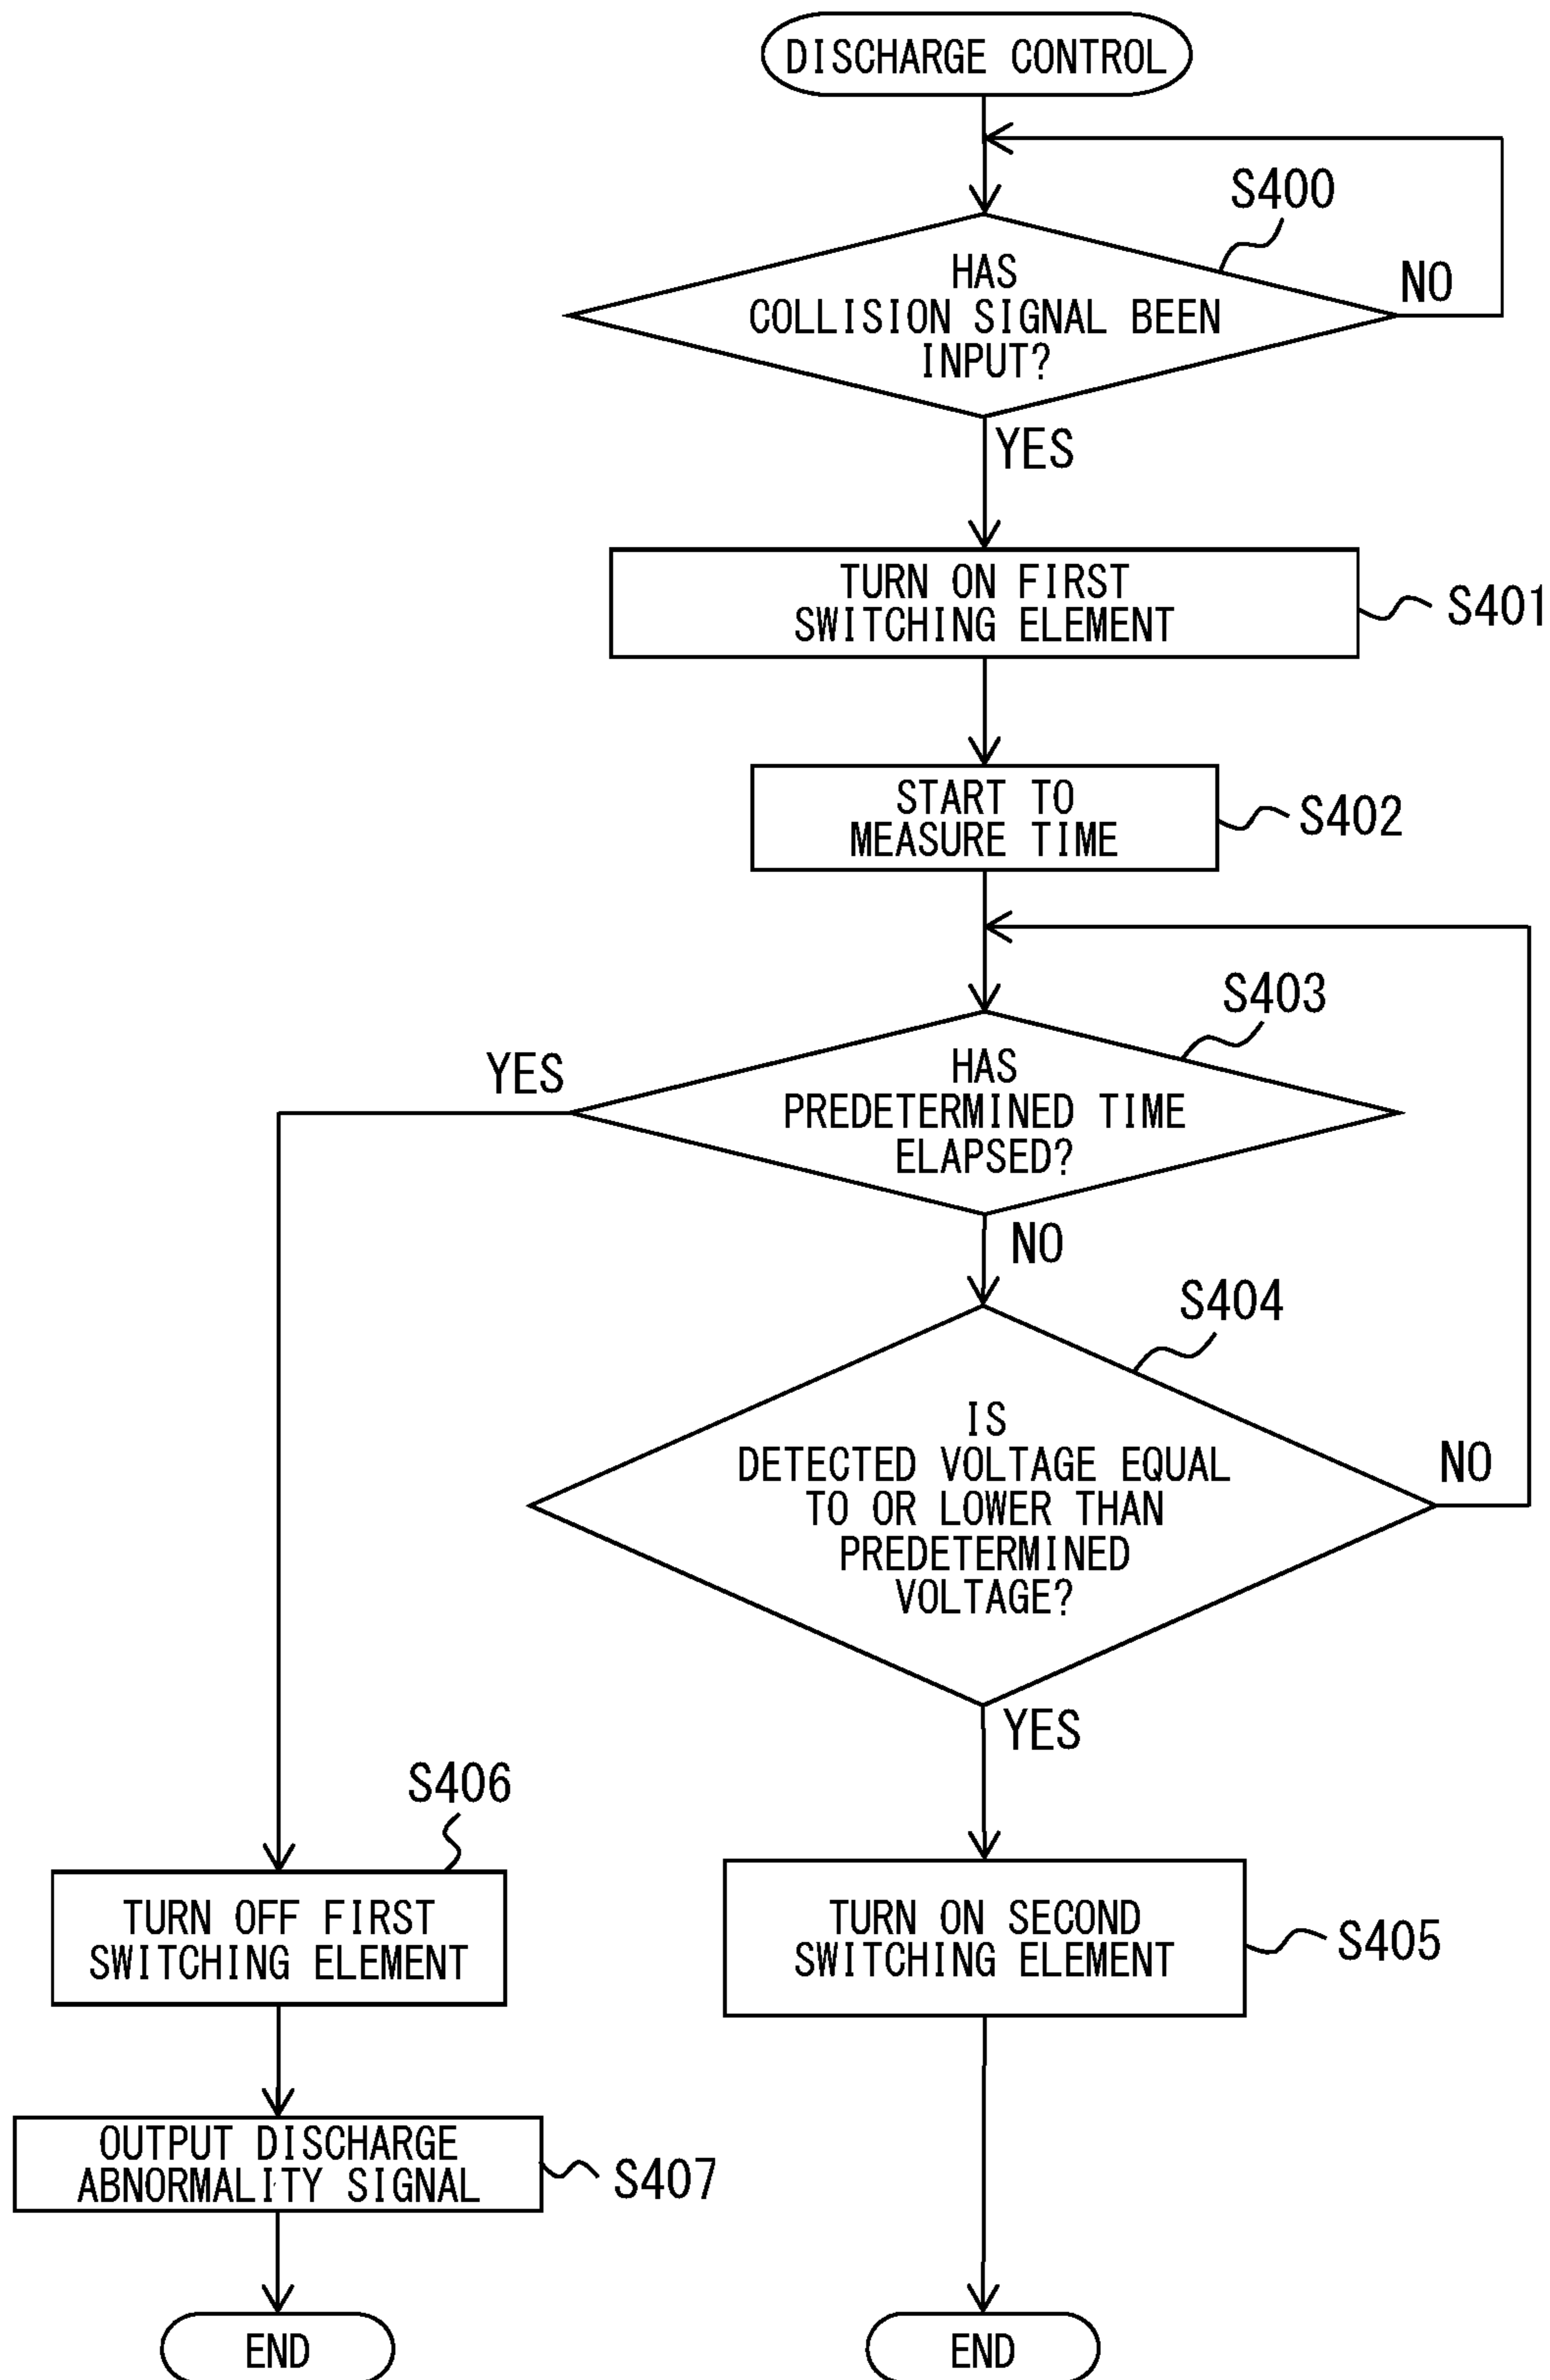 DISCHARGE CONTROL
S400
HAS
COLLISION SIGNAL BEEN
INPUT?
NO
YES
TURN ON FIRST
SWITCHING ELEMENT
S401
START TO
MEASURE TIME
S402
S403
YES
HAS
PREDETERMINED TIME
ELAPSED?
NO
S404
IS
DETECTED VOLTAGE EQUAL
TO OR LOWER THAN
PREDETERMINED
VOLTAGE?
NO
YES
S406
TURN OFF FIRST
SWITCHING ELEMENT
TURN ON SECOND
SWITCHING ELEMENT
S405
OUTPUT DISCHARGE
ABNORMALITY SIGNAL
S407
END
END